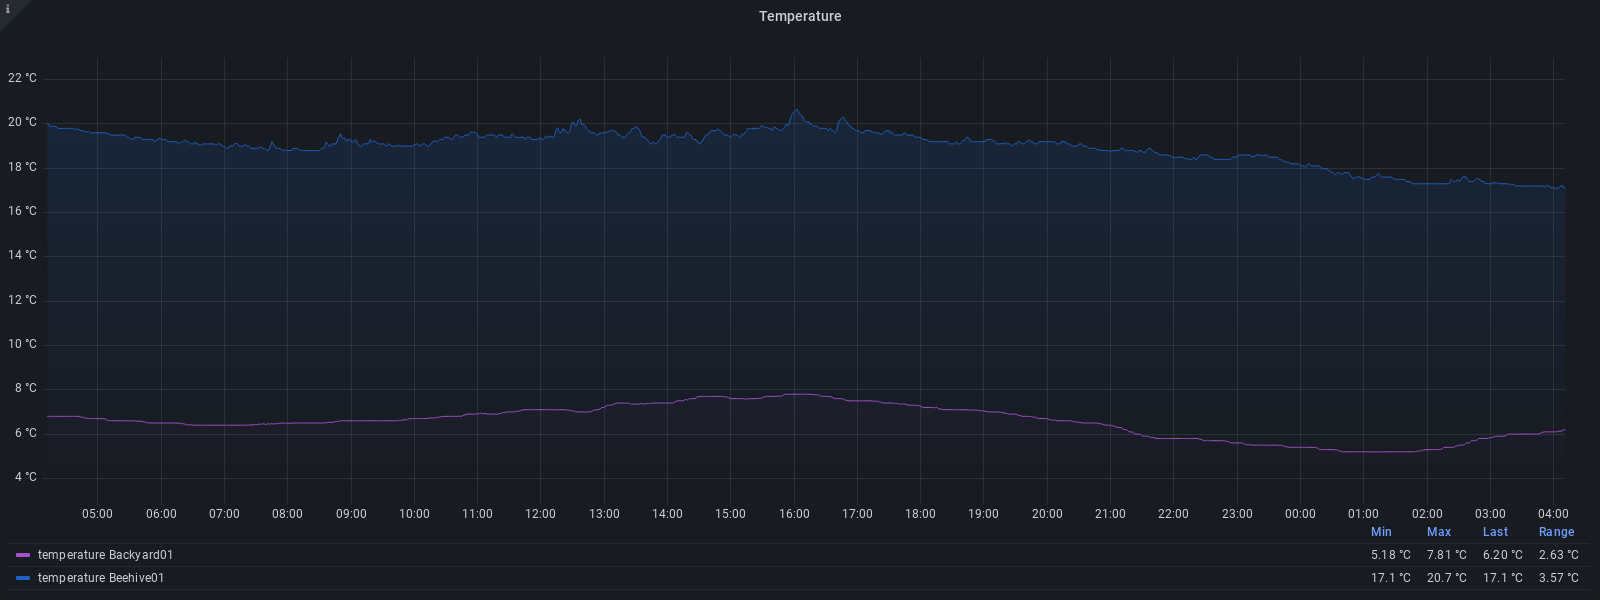 i
Temperature
22 °C
20 °C
18 °C
16 °C
14 °C
12 °C
10 °C
8 °C
6 °C
4 °C
05:00 06:00 07:00 08:00 09:00 10:00 11:00 12:00 13:00 14:00 15:00 16:00 17:00 18:00 19:00 20:00 21:00 22:00 23:00 00:00 01:00 02:00 03:00 04:00
Min Max Last Range
temperature Backyard01 5.18 °C 7.81 °C 6.20 °C 2.63 °C
temperature Beehive01 17.1 °C 20.7 °C 17.1 °C 3.57 °C